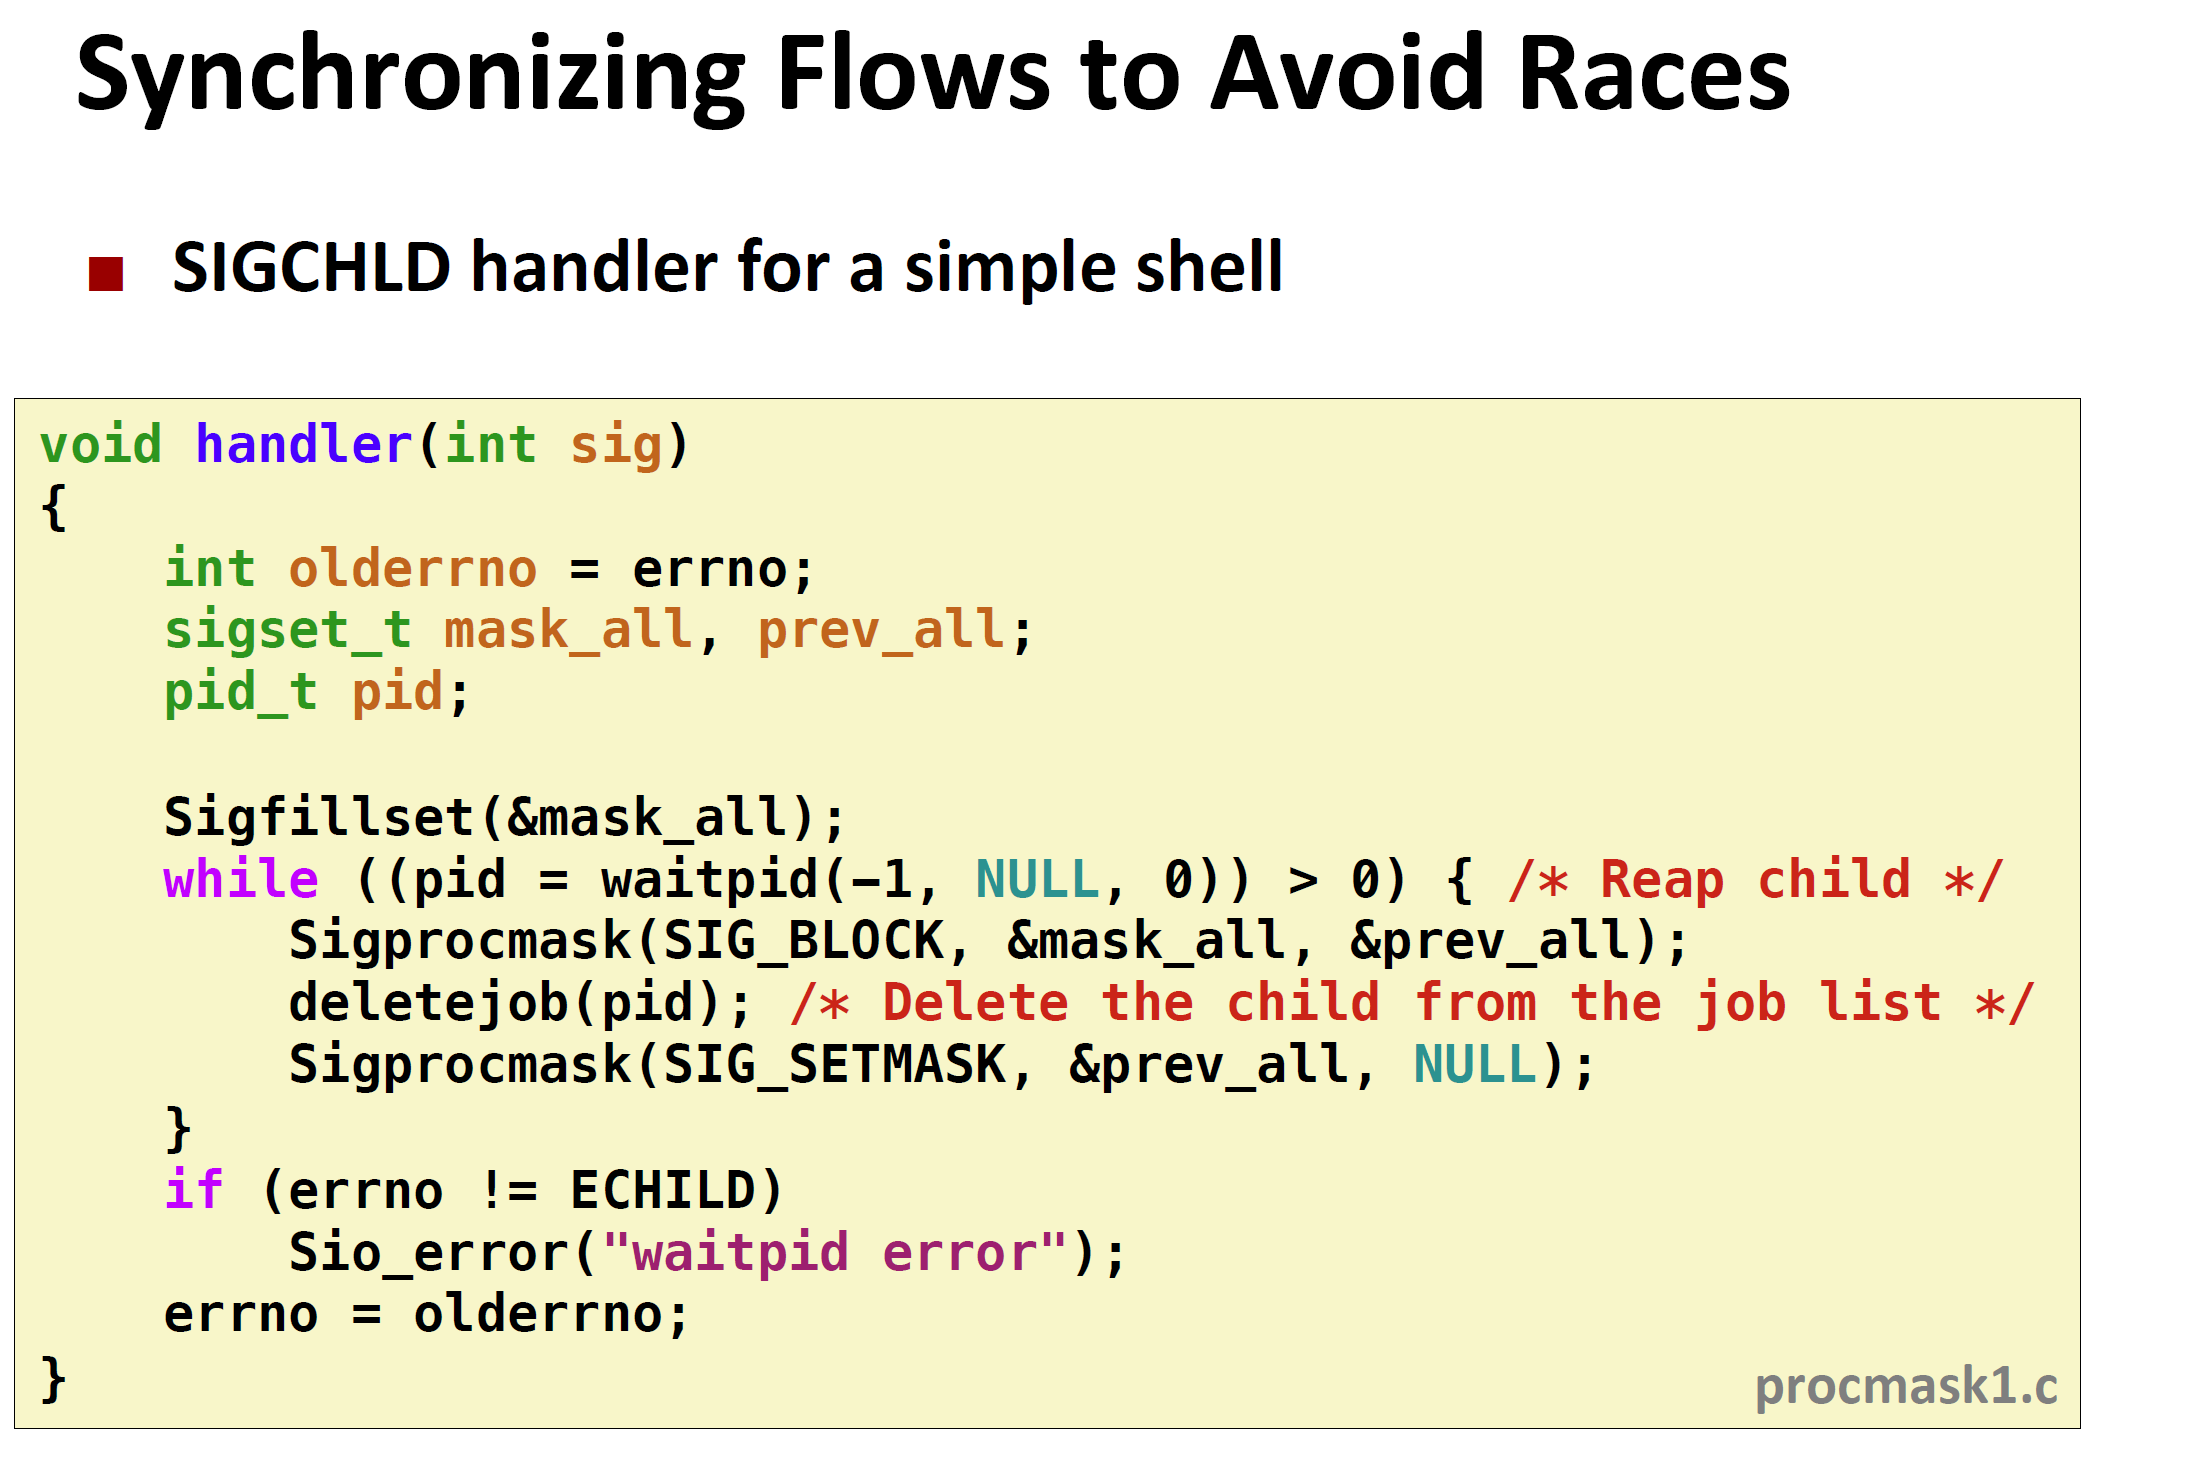 Synchronizing Flows to Avoid Races
■ SIGCHLD handler for a simple shell
void handler(int sig)
{
    int olderrno = errno;
    sigset_t mask_all, prev_all;
    pid_t pid;

    Sigfillset(&mask_all);
    while ((pid = waitpid(−1, NULL, 0)) > 0) { /* Reap child */
        Sigprocmask(SIG_BLOCK, &mask_all, &prev_all);
        deletejob(pid); /* Delete the child from the job list */
        Sigprocmask(SIG_SETMASK, &prev_all, NULL);
    }
    if (errno != ECHILD)
        Sio_error("waitpid error");
    errno = olderrno;
}
procmask1.c